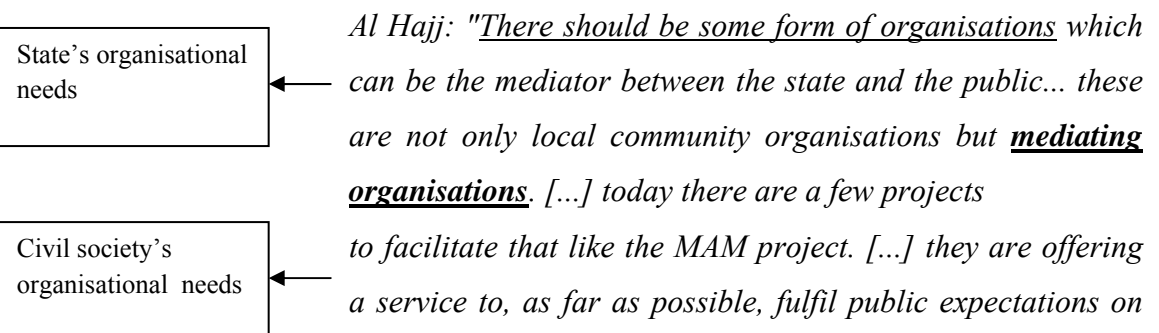 State's organisational
needs
Civil society's
organisational needs
Al Hajj: "There should be some form of organisations which
can be the mediator between the state and the public... these
are not only local community organisations but mediating
organisations. [...] today there are a few projects
to facilitate that like the MAM project. [...] they are offering
a service to, as far as possible, fulfil public expectations on